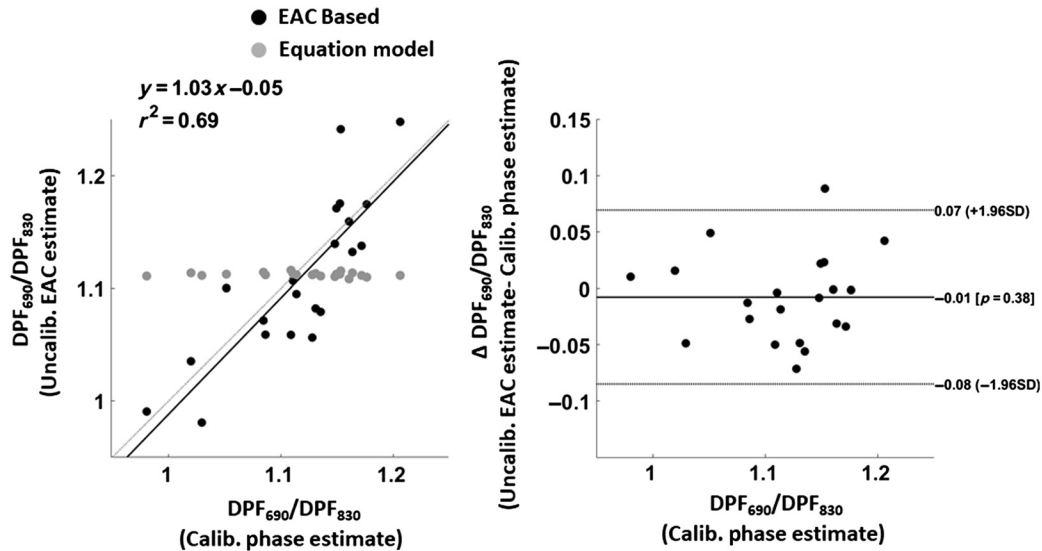 EAC Based
Equation model
y = 1.03 x –0.05
r² = 0.69
DPF₆₉₀/DPF₈₃₀
(Uncalib. EAC estimate)
1.2
1.10
1
1
1.1
1.2
DPF₆₉₀/DPF₈₃₀
(Calib. phase estimate)
Δ DPF₆₉₀/DPF₈₃₀
(Uncalib. EAC estimate- Calib. phase estimate)
0.15
0.1
0.05
0
–0.05
–0.1
0.07 (+1.96SD)
–0.01 [p = 0.38]
–0.08 (–1.96SD)
1
1.1
1.2
DPF₆₉₀/DPF₈₃₀
(Calib. phase estimate)